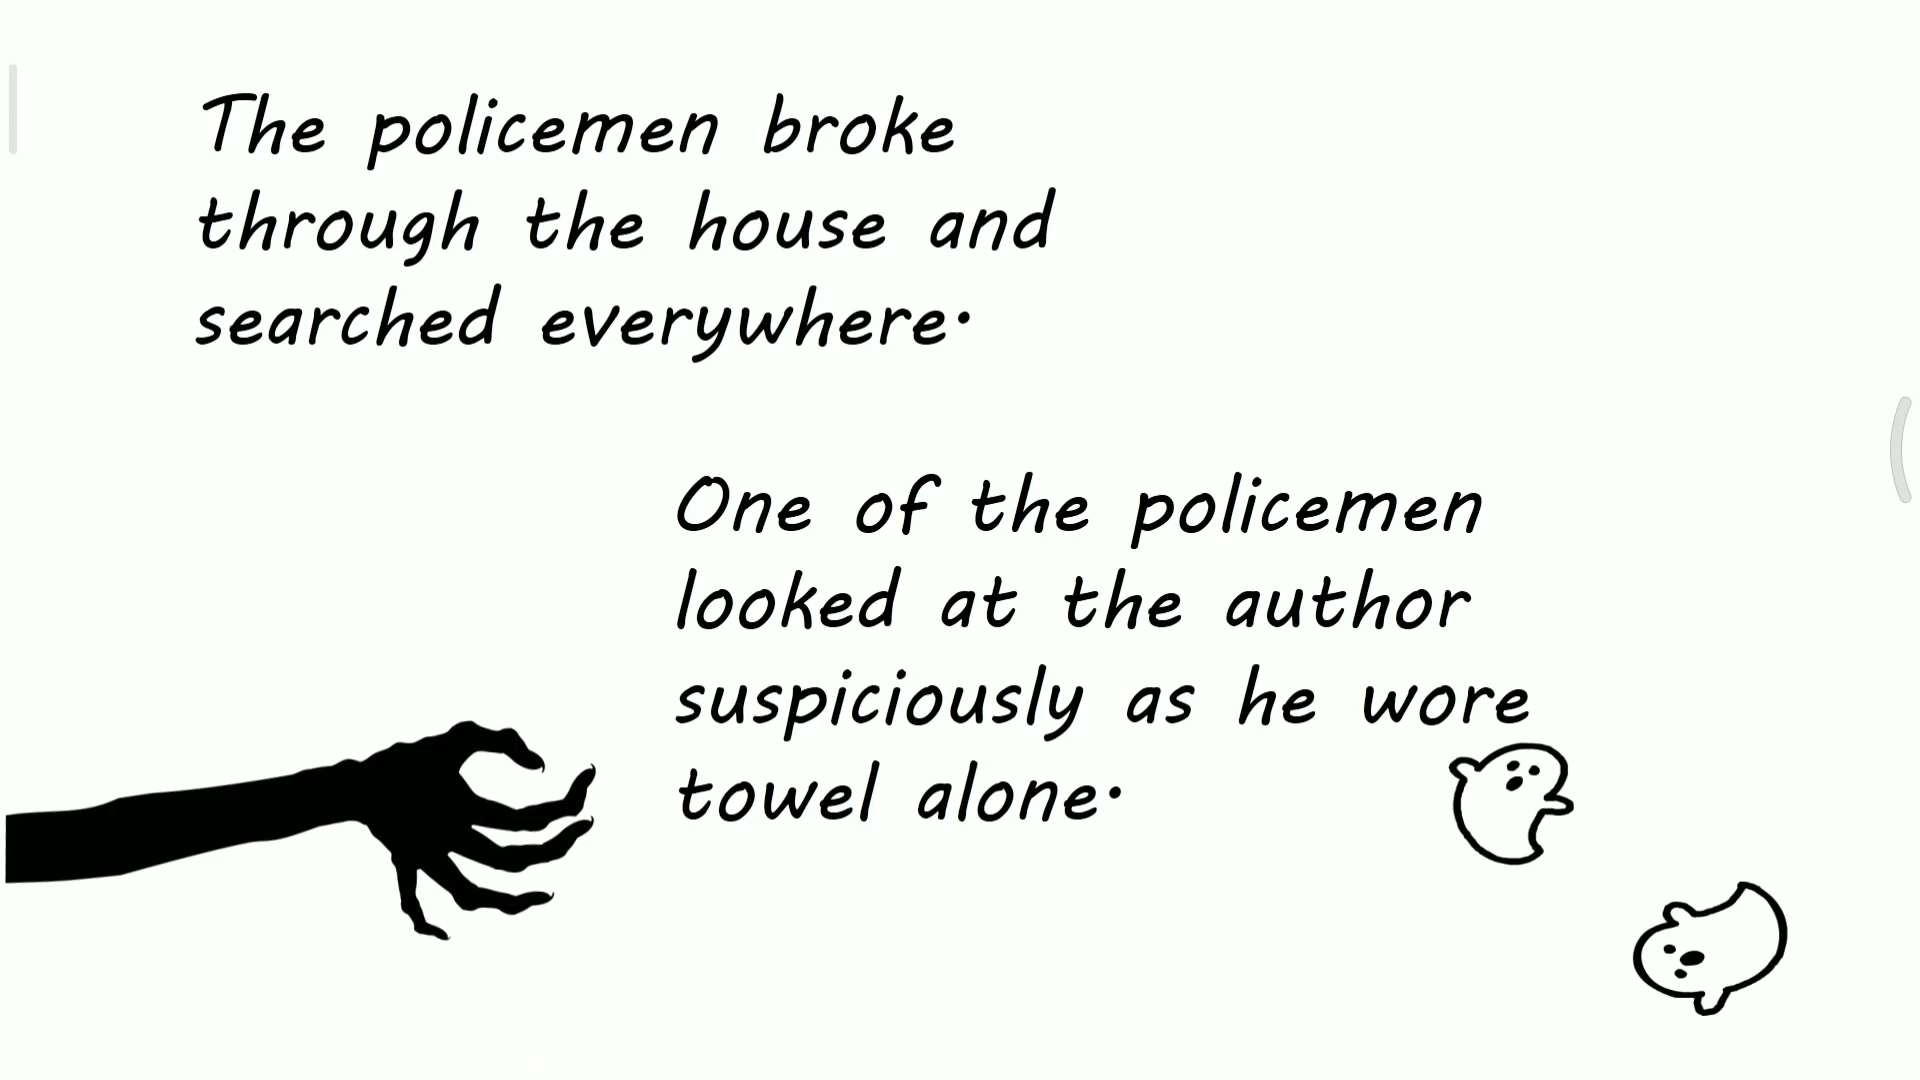 The policemen broke
through the house and
searched everywhere.
One of the policemen
looked at the author
suspiciously as he wore
towel alone.